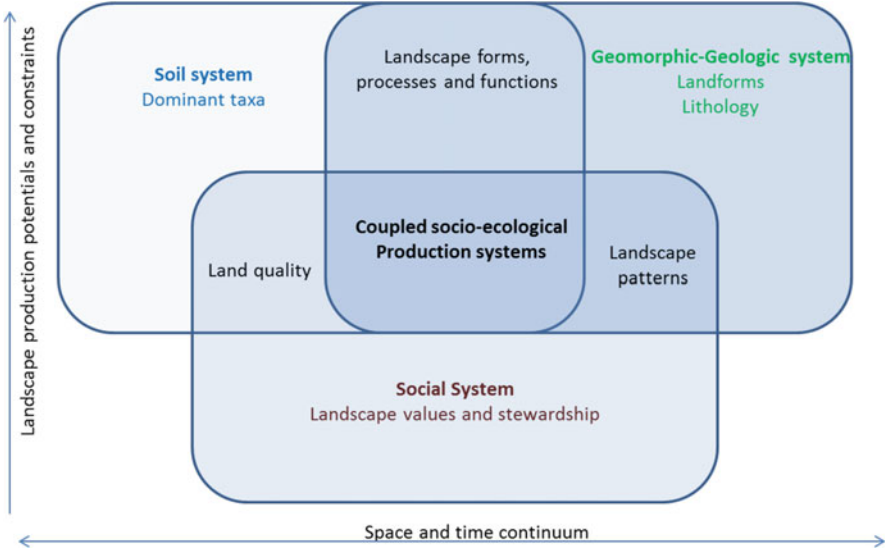 Landscape production potentials and constraints
Soil system
Dominant taxa
Landscape forms,
processes and functions
Geomorphic-Geologic system
Landforms
Lithology
Coupled socio-ecological
Production systems
Land quality
Landscape
patterns
Social System
Landscape values and stewardship
Space and time continuum